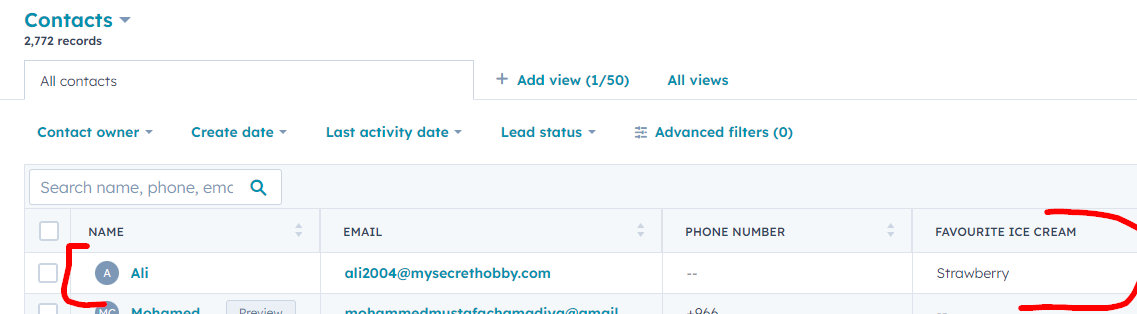 Contacts
2,772 records
All contacts + Add view (1/50) All views
Contact owner Create date Last activity date Lead status Advanced filters (0)
Search name, phone, emc
NAME EMAIL PHONE NUMBER FAVOURITE ICE CREAM
A Ali ali2004@mysecrethobby.com -- Strawberry
MC Mohamed Preview mohammedmustafachamadiya@gmail +966 --